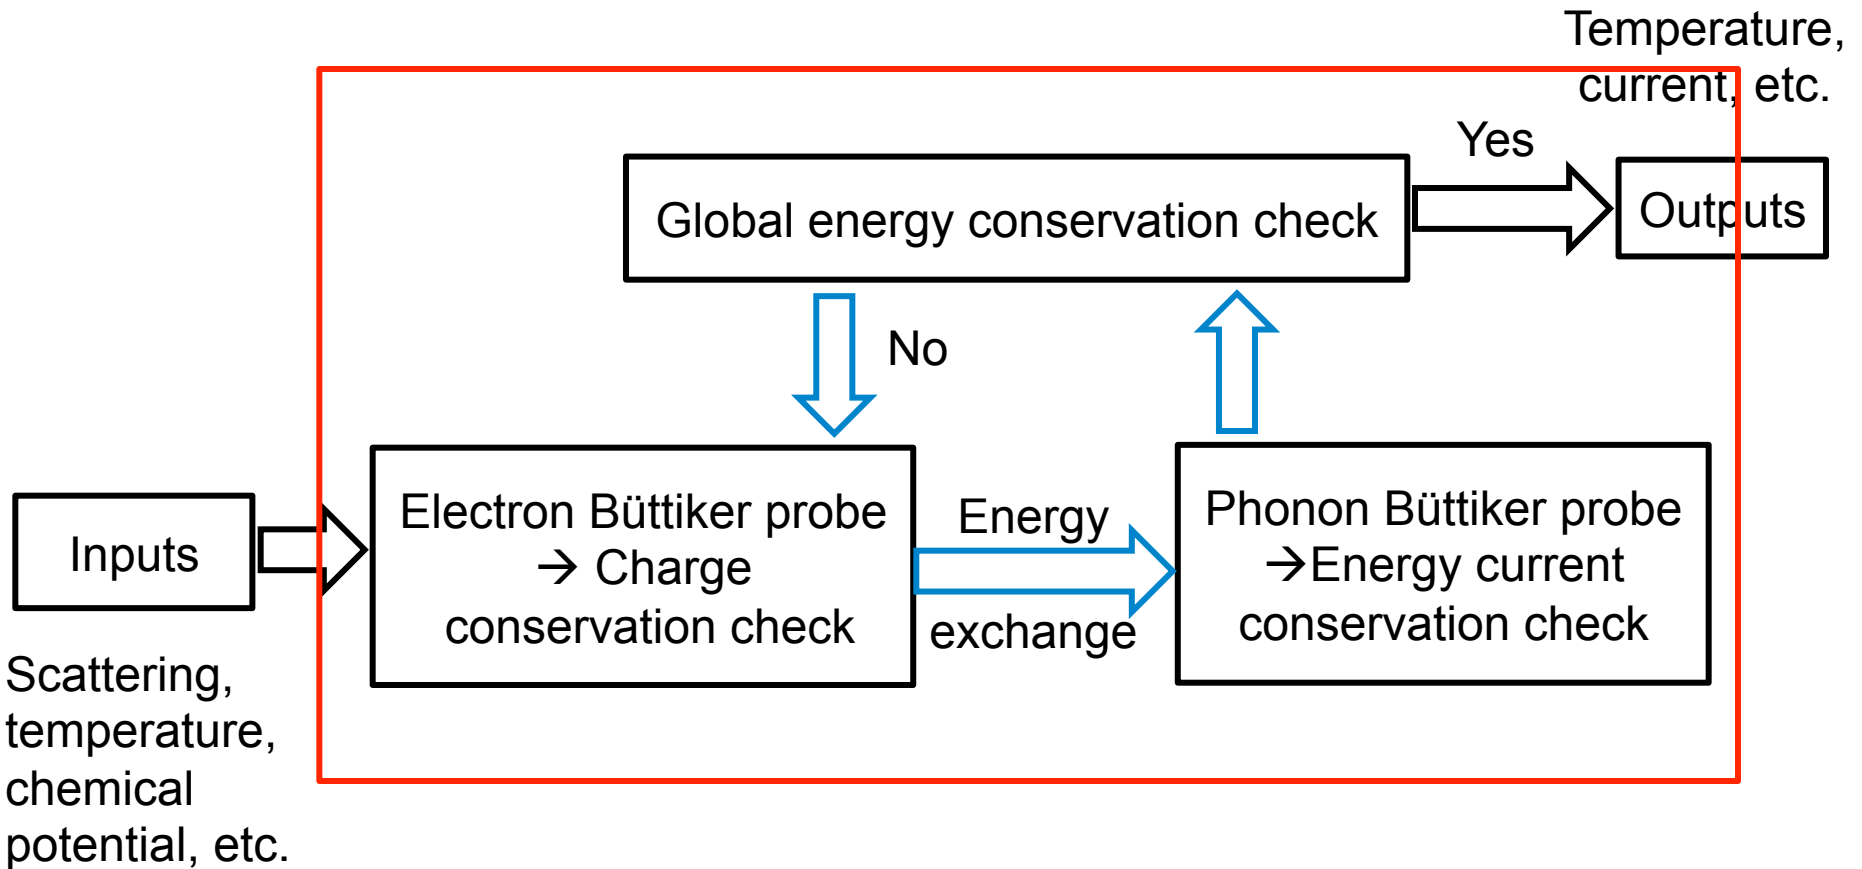 Temperature,
current, etc.
Yes
Global energy conservation check
Outputs
No
Inputs
Electron Büttiker probe
→ Charge
conservation check
Energy
exchange
Phonon Büttiker probe
→Energy current
conservation check
Scattering,
temperature,
chemical
potential, etc.